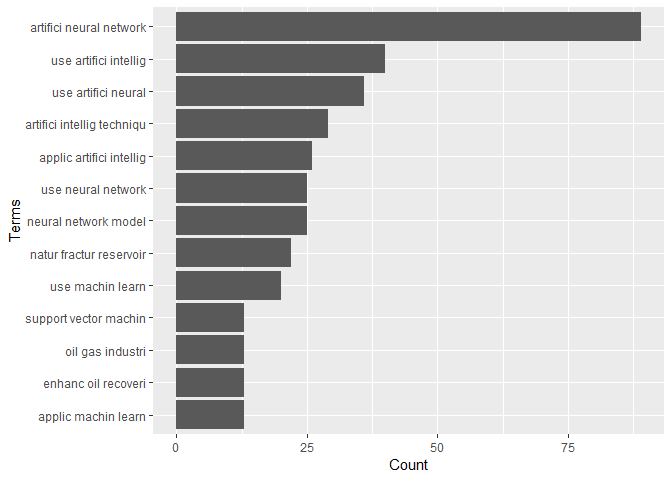 artifici neural network
use artifici intellig
use artifici neural
artifici intellig techniqu
applic artifici intellig
use neural network
neural network model
natur fractur reservoir
use machin learn
support vector machin
oil gas industri
enhanc oil recoveri
applic machin learn
Terms
0 25 50 75
Count